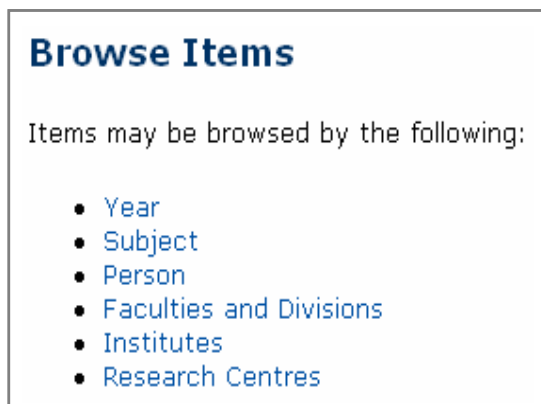 Browse Items
Items may be browsed by the following:
• Year
• Subject
• Person
• Faculties and Divisions
• Institutes
• Research Centres